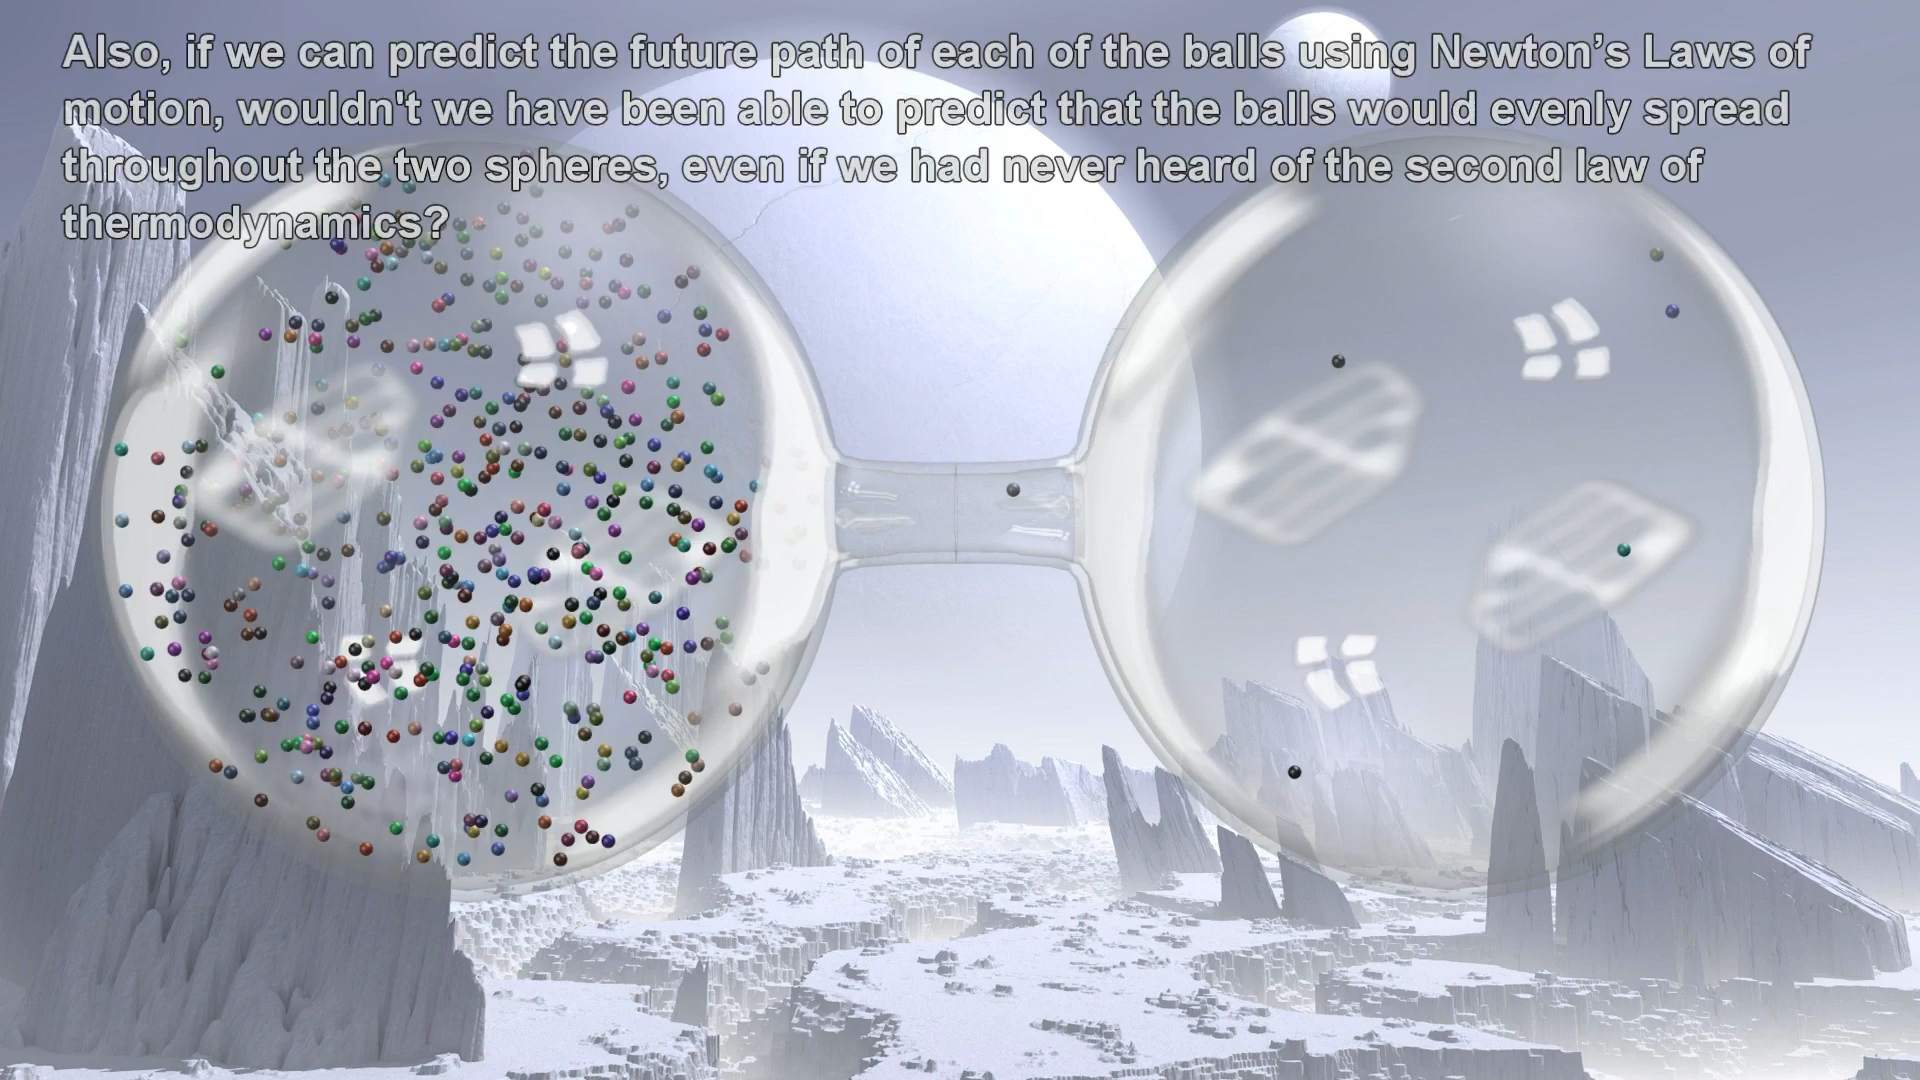 Also, if we can predict the future path of each of the balls using Newton’s Laws of
motion, wouldn't we have been able to predict that the balls would evenly spread
throughout the two spheres, even if we had never heard of the second law of
thermodynamics?